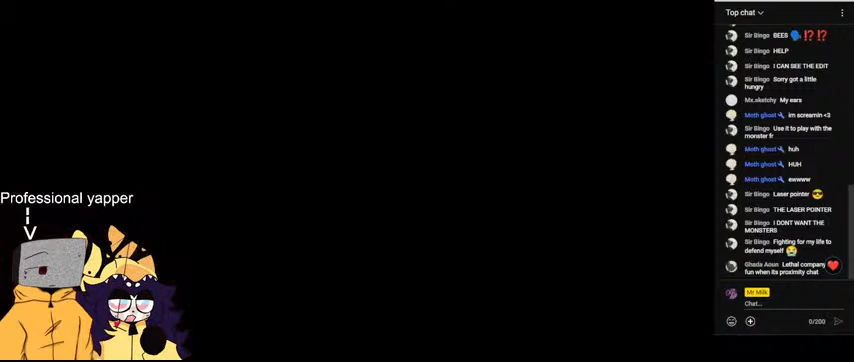 Top chat
Sir Bingo BEES 🗣 ⁉ ⁉
Sir Bingo HELP
Sir Bingo I CAN SEE THE EDIT
Sir Bingo Sorry got a little
hungry
Mr.sketchy My ears
Moth ghost im screamin <3
Sir Bingo Use it to play with the
monster fr
Moth ghost huh
Moth ghost HUH
Moth ghost ewwww
Sir Bingo Laser pointer 😎
Sir Bingo THE LASER POINTER
Sir Bingo I DONT WANT THE
MONSTERS
Sir Bingo Fighting for my life to
defend myself 😭
Ghada Aoun Lethal company
fun when its proximity chat
Mr Milk
Chat...
0/200
Professional yapper